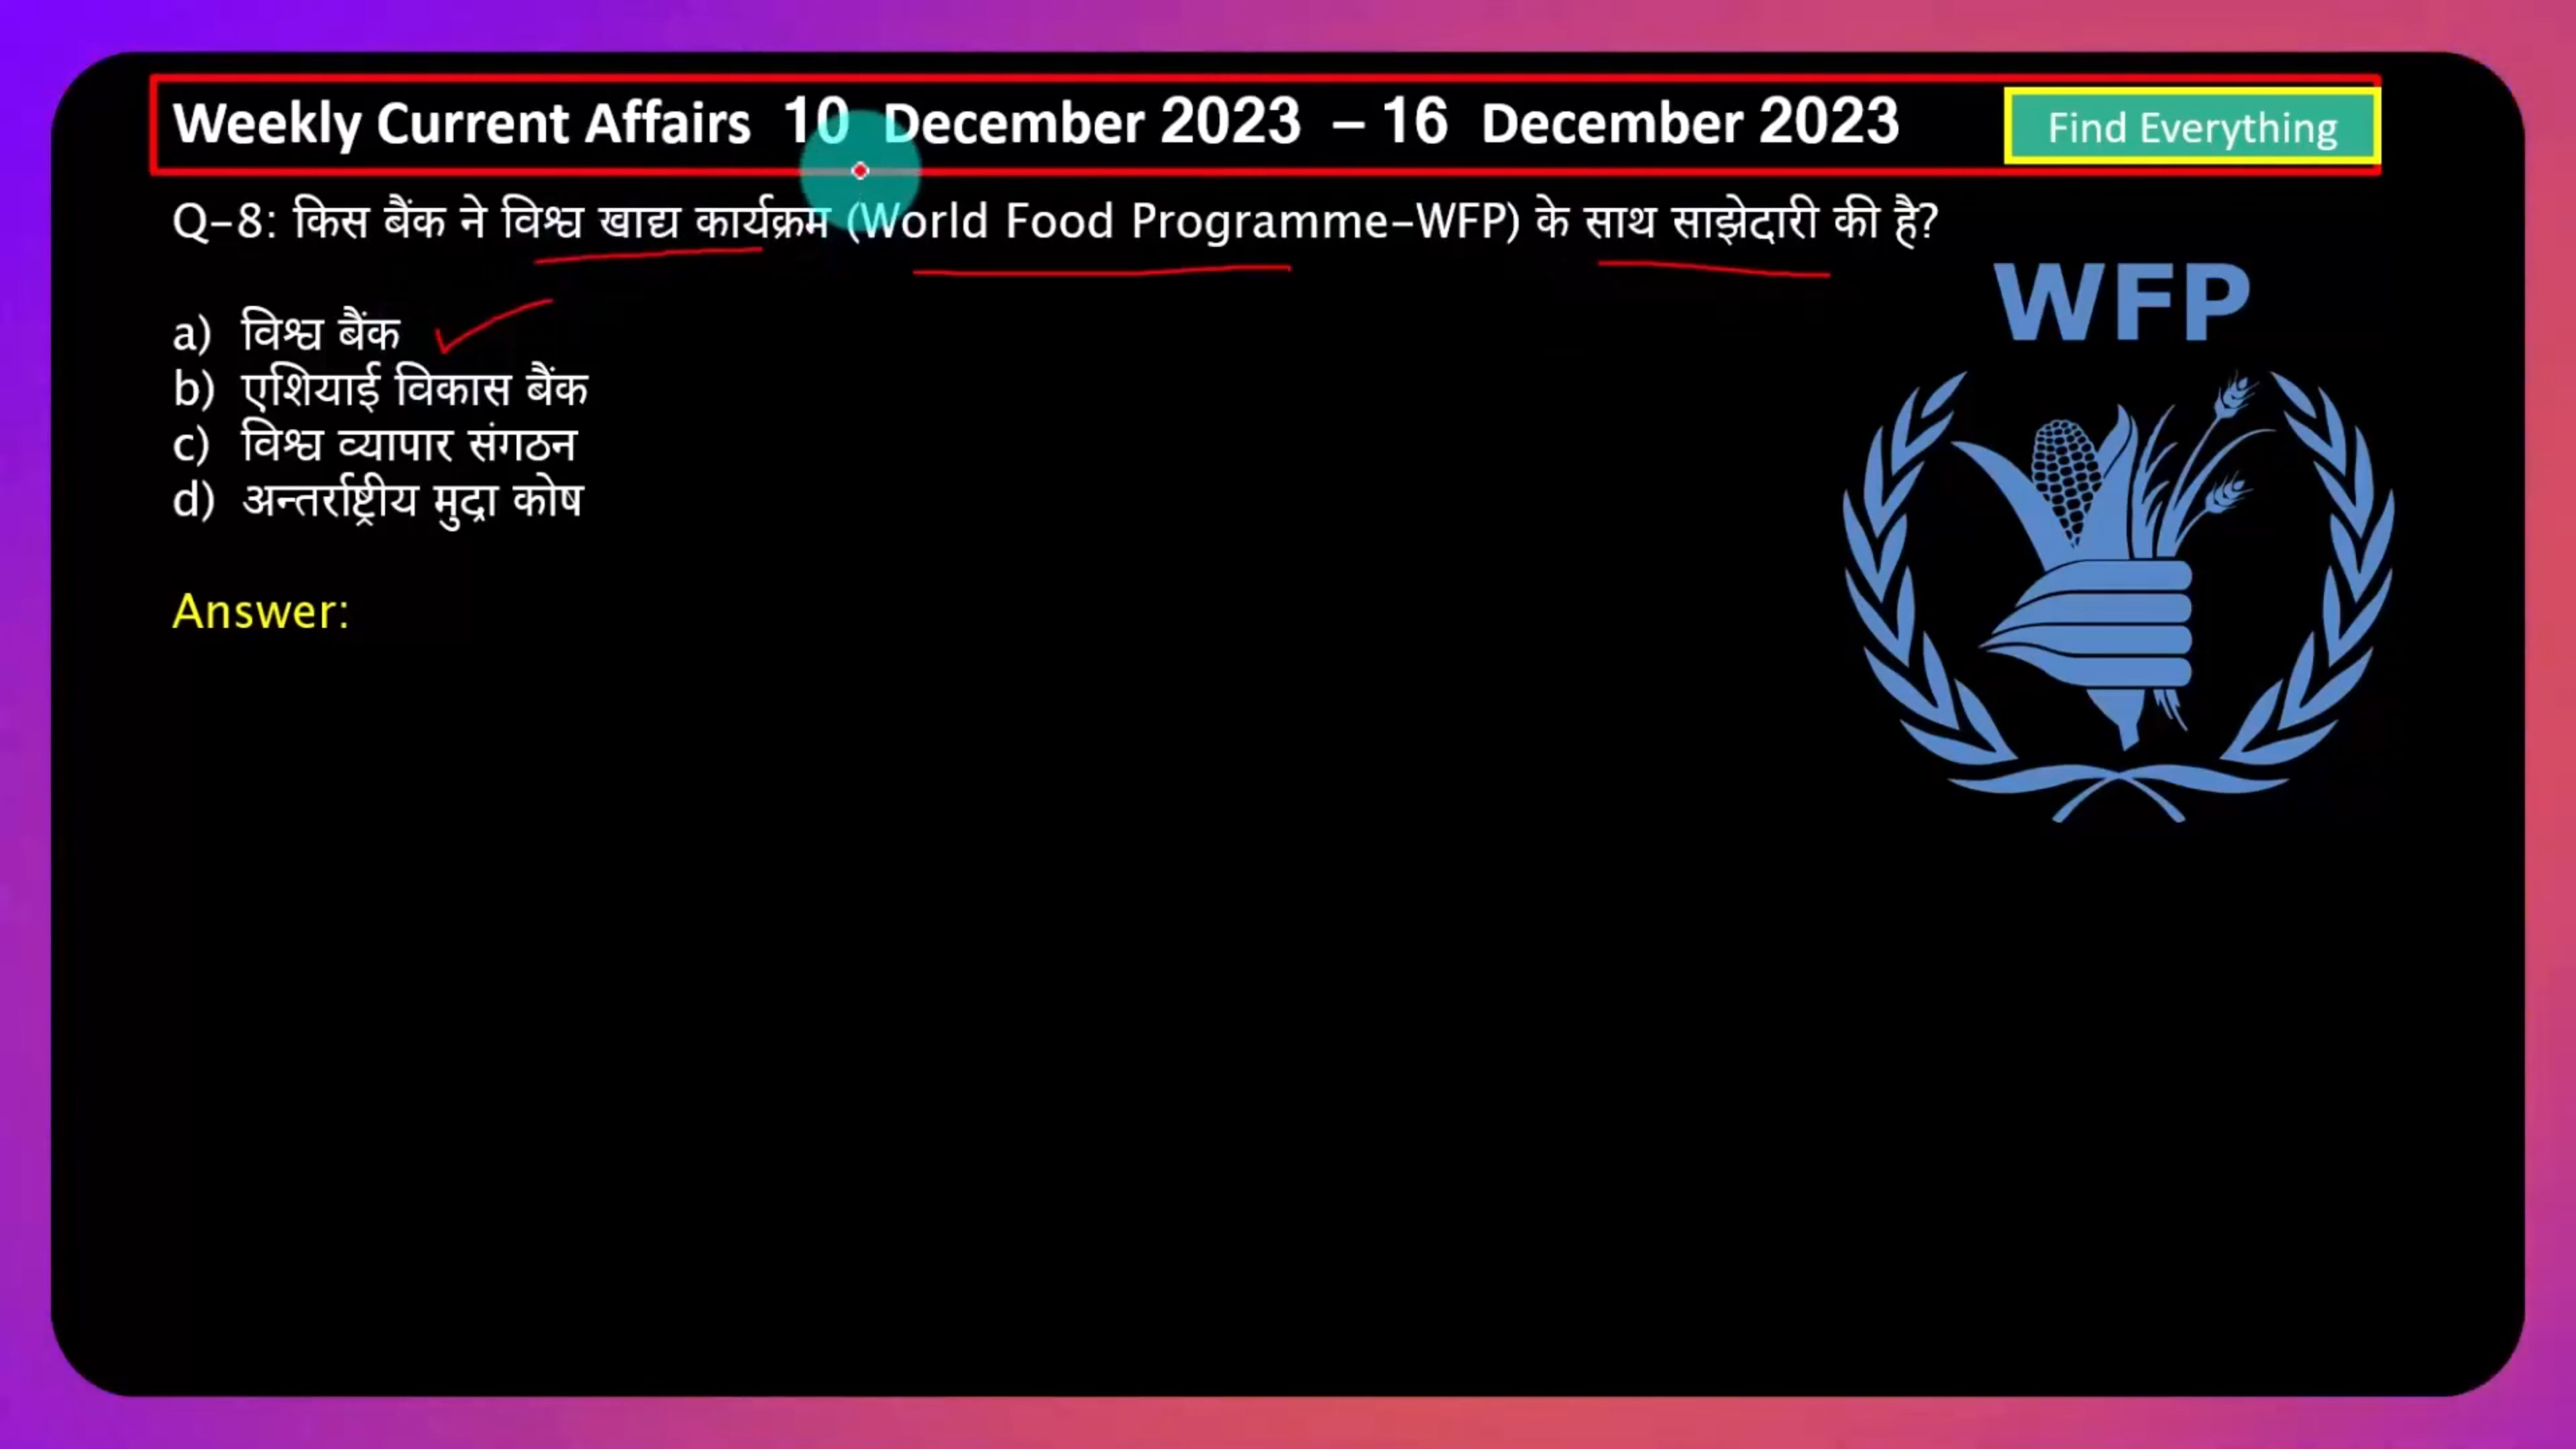 Weekly Current Affairs 10 December 2023 – 16 December 2023
Find Everything
Q-8: किस बैंक ने विश्व खाद्य कार्यक्रम (World Food Programme-WFP) के साथ साझेदारी की है?
WFP
a) विश्व बैंक
b) एशियाई विकास बैंक
c) विश्व व्यापार संगठन
d) अन्तर्राष्ट्रीय मुद्रा कोष
Answer: